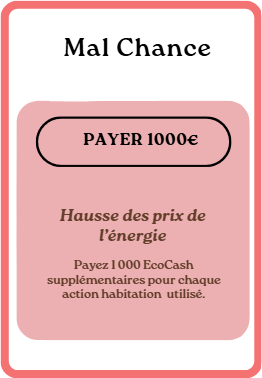 Mal Chance
PAYER 1000€
Hausse des prix de
l'énergie
Payez 1 000 EcoCash
supplémentaires pour chaque
action habitation utilisé.